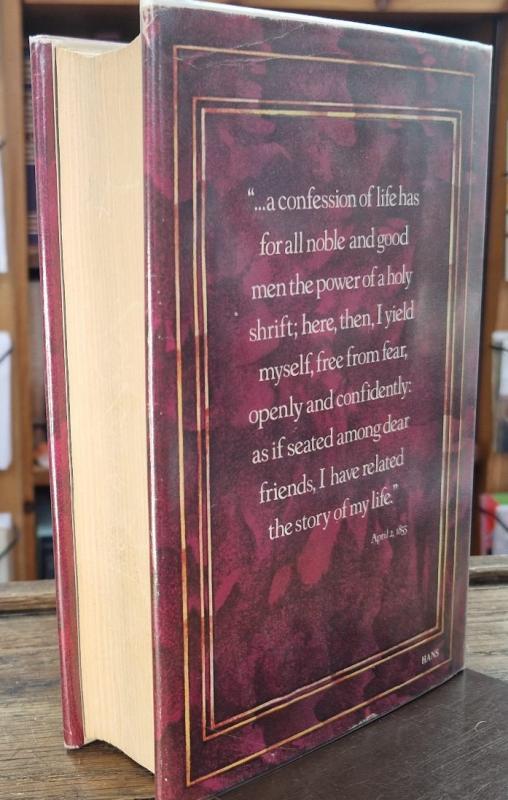 “...a confession of life has
for all noble and good
men the power of a holy
shrift; here, then, I yield
myself, free from fear,
openly and confidently:
as if seated among dear
friends, I have related
the story of my life.”
April 2, 1855
HANS